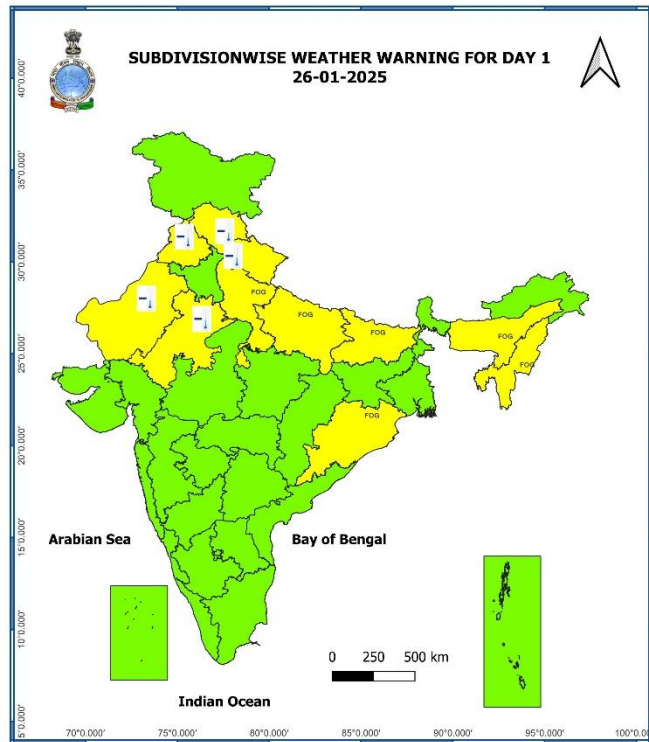 SUBDIVISIONWISE WEATHER WARNING FOR DAY 1
26-01-2025
40°0.000'
35°0.000'
30°0.000'
25°0.000'
20°0.000'
15°0.000'
10°0.000'
5°0.000'
FOG
FOG
FOG
FOG
FOG
FOG
Arabian Sea
Bay of Bengal
0 250 500 km
Indian Ocean
70°0.000' 75°0.000' 80°0.000' 85°0.000' 90°0.000' 95°0.000' 100°0.0